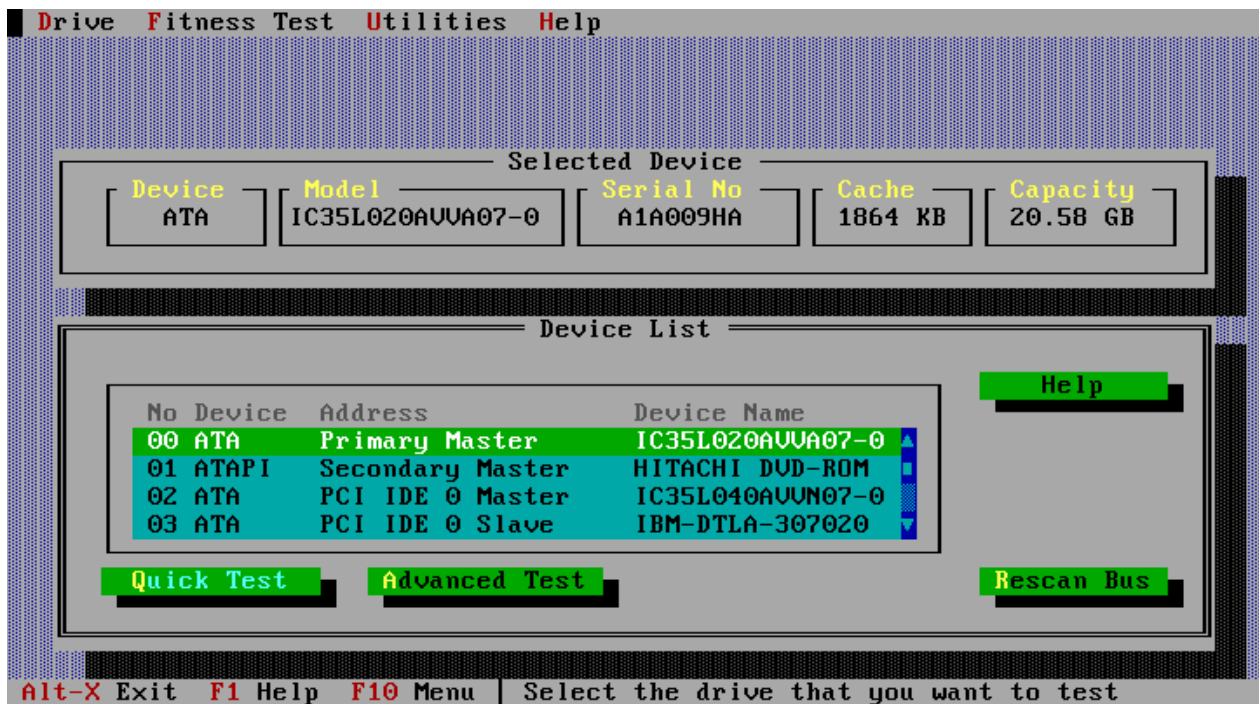 Drive Fitness Test Utilities Help
Selected Device
Device Model Serial No Cache Capacity
ATA IC35L020AVVA07-0 A1A009HA 1864 KB 20.58 GB
Device List
Help
No Device Address Device Name
00 ATA Primary Master IC35L020AVVA07-0
01 ATAPI Secondary Master HITACHI DVD-ROM
02 ATA PCI IDE 0 Master IC35L040AVVN07-0
03 ATA PCI IDE 0 Slave IBM-DTLA-307020
Quick Test Advanced Test Rescan Bus
Alt-X Exit F1 Help F10 Menu | Select the drive that you want to test